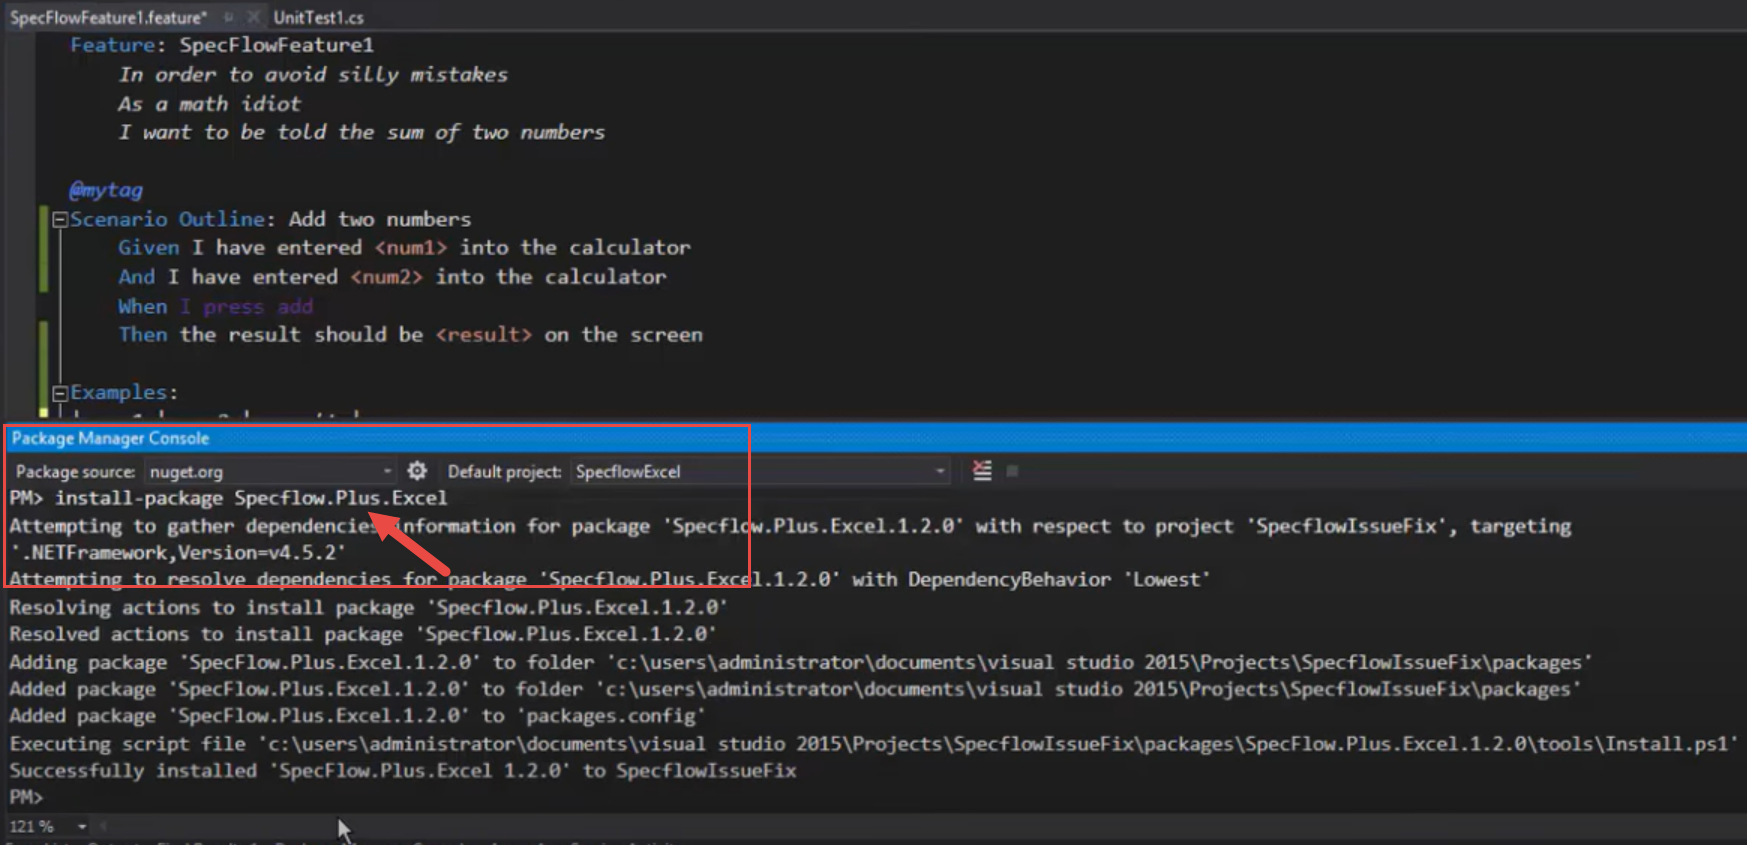 SpecFlowFeature1.feature* UnitTest1.cs
Feature: SpecFlowFeature1
In order to avoid silly mistakes
As a math idiot
I want to be told the sum of two numbers
@mytag
Scenario Outline: Add two numbers
Given I have entered <num1> into the calculator
And I have entered <num2> into the calculator
When I press add
Then the result should be <result> on the screen
Examples:
Package Manager Console
Package source: nuget.org Default project: SpecflowExcel
PM> install-package Specflow.Plus.Excel
Attempting to gather dependencies information for package 'Specflow.Plus.Excel.1.2.0' with respect to project 'SpecflowIssueFix', targeting
'.NETFramework,Version=v4.5.2'
Attempting to resolve dependencies for package 'Specflow.Plus.Excel.1.2.0' with DependencyBehavior 'Lowest'
Resolving actions to install package 'Specflow.Plus.Excel.1.2.0'
Resolved actions to install package 'Specflow.Plus.Excel.1.2.0'
Adding package 'SpecFlow.Plus.Excel.1.2.0' to folder 'c:\users\administrator\documents\visual studio 2015\Projects\SpecflowIssueFix\packages'
Added package 'SpecFlow.Plus.Excel.1.2.0' to folder 'c:\users\administrator\documents\visual studio 2015\Projects\SpecflowIssueFix\packages'
Added package 'SpecFlow.Plus.Excel.1.2.0' to 'packages.config'
Executing script file 'c:\users\administrator\documents\visual studio 2015\Projects\SpecflowIssueFix\packages\SpecFlow.Plus.Excel.1.2.0\tools\Install.ps1'
Successfully installed 'SpecFlow.Plus.Excel 1.2.0' to SpecflowIssueFix
PM>
121 %